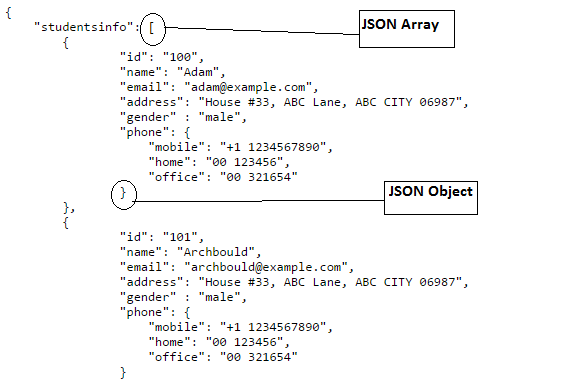 {
"studentsinfo": [
JSON Array
{
"id": "100",
"name": "Adam",
"email": "adam@example.com",
"address": "House #33, ABC Lane, ABC CITY 06987",
"gender" : "male",
"phone": {
"mobile": "+1 1234567890",
"home": "00 123456",
"office": "00 321654"
}
JSON Object
},
{
"id": "101",
"name": "Archbould",
"email": "archbould@example.com",
"address": "House #33, ABC Lane, ABC CITY 06987",
"gender" : "male",
"phone": {
"mobile": "+1 1234567890",
"home": "00 123456",
"office": "00 321654"
}